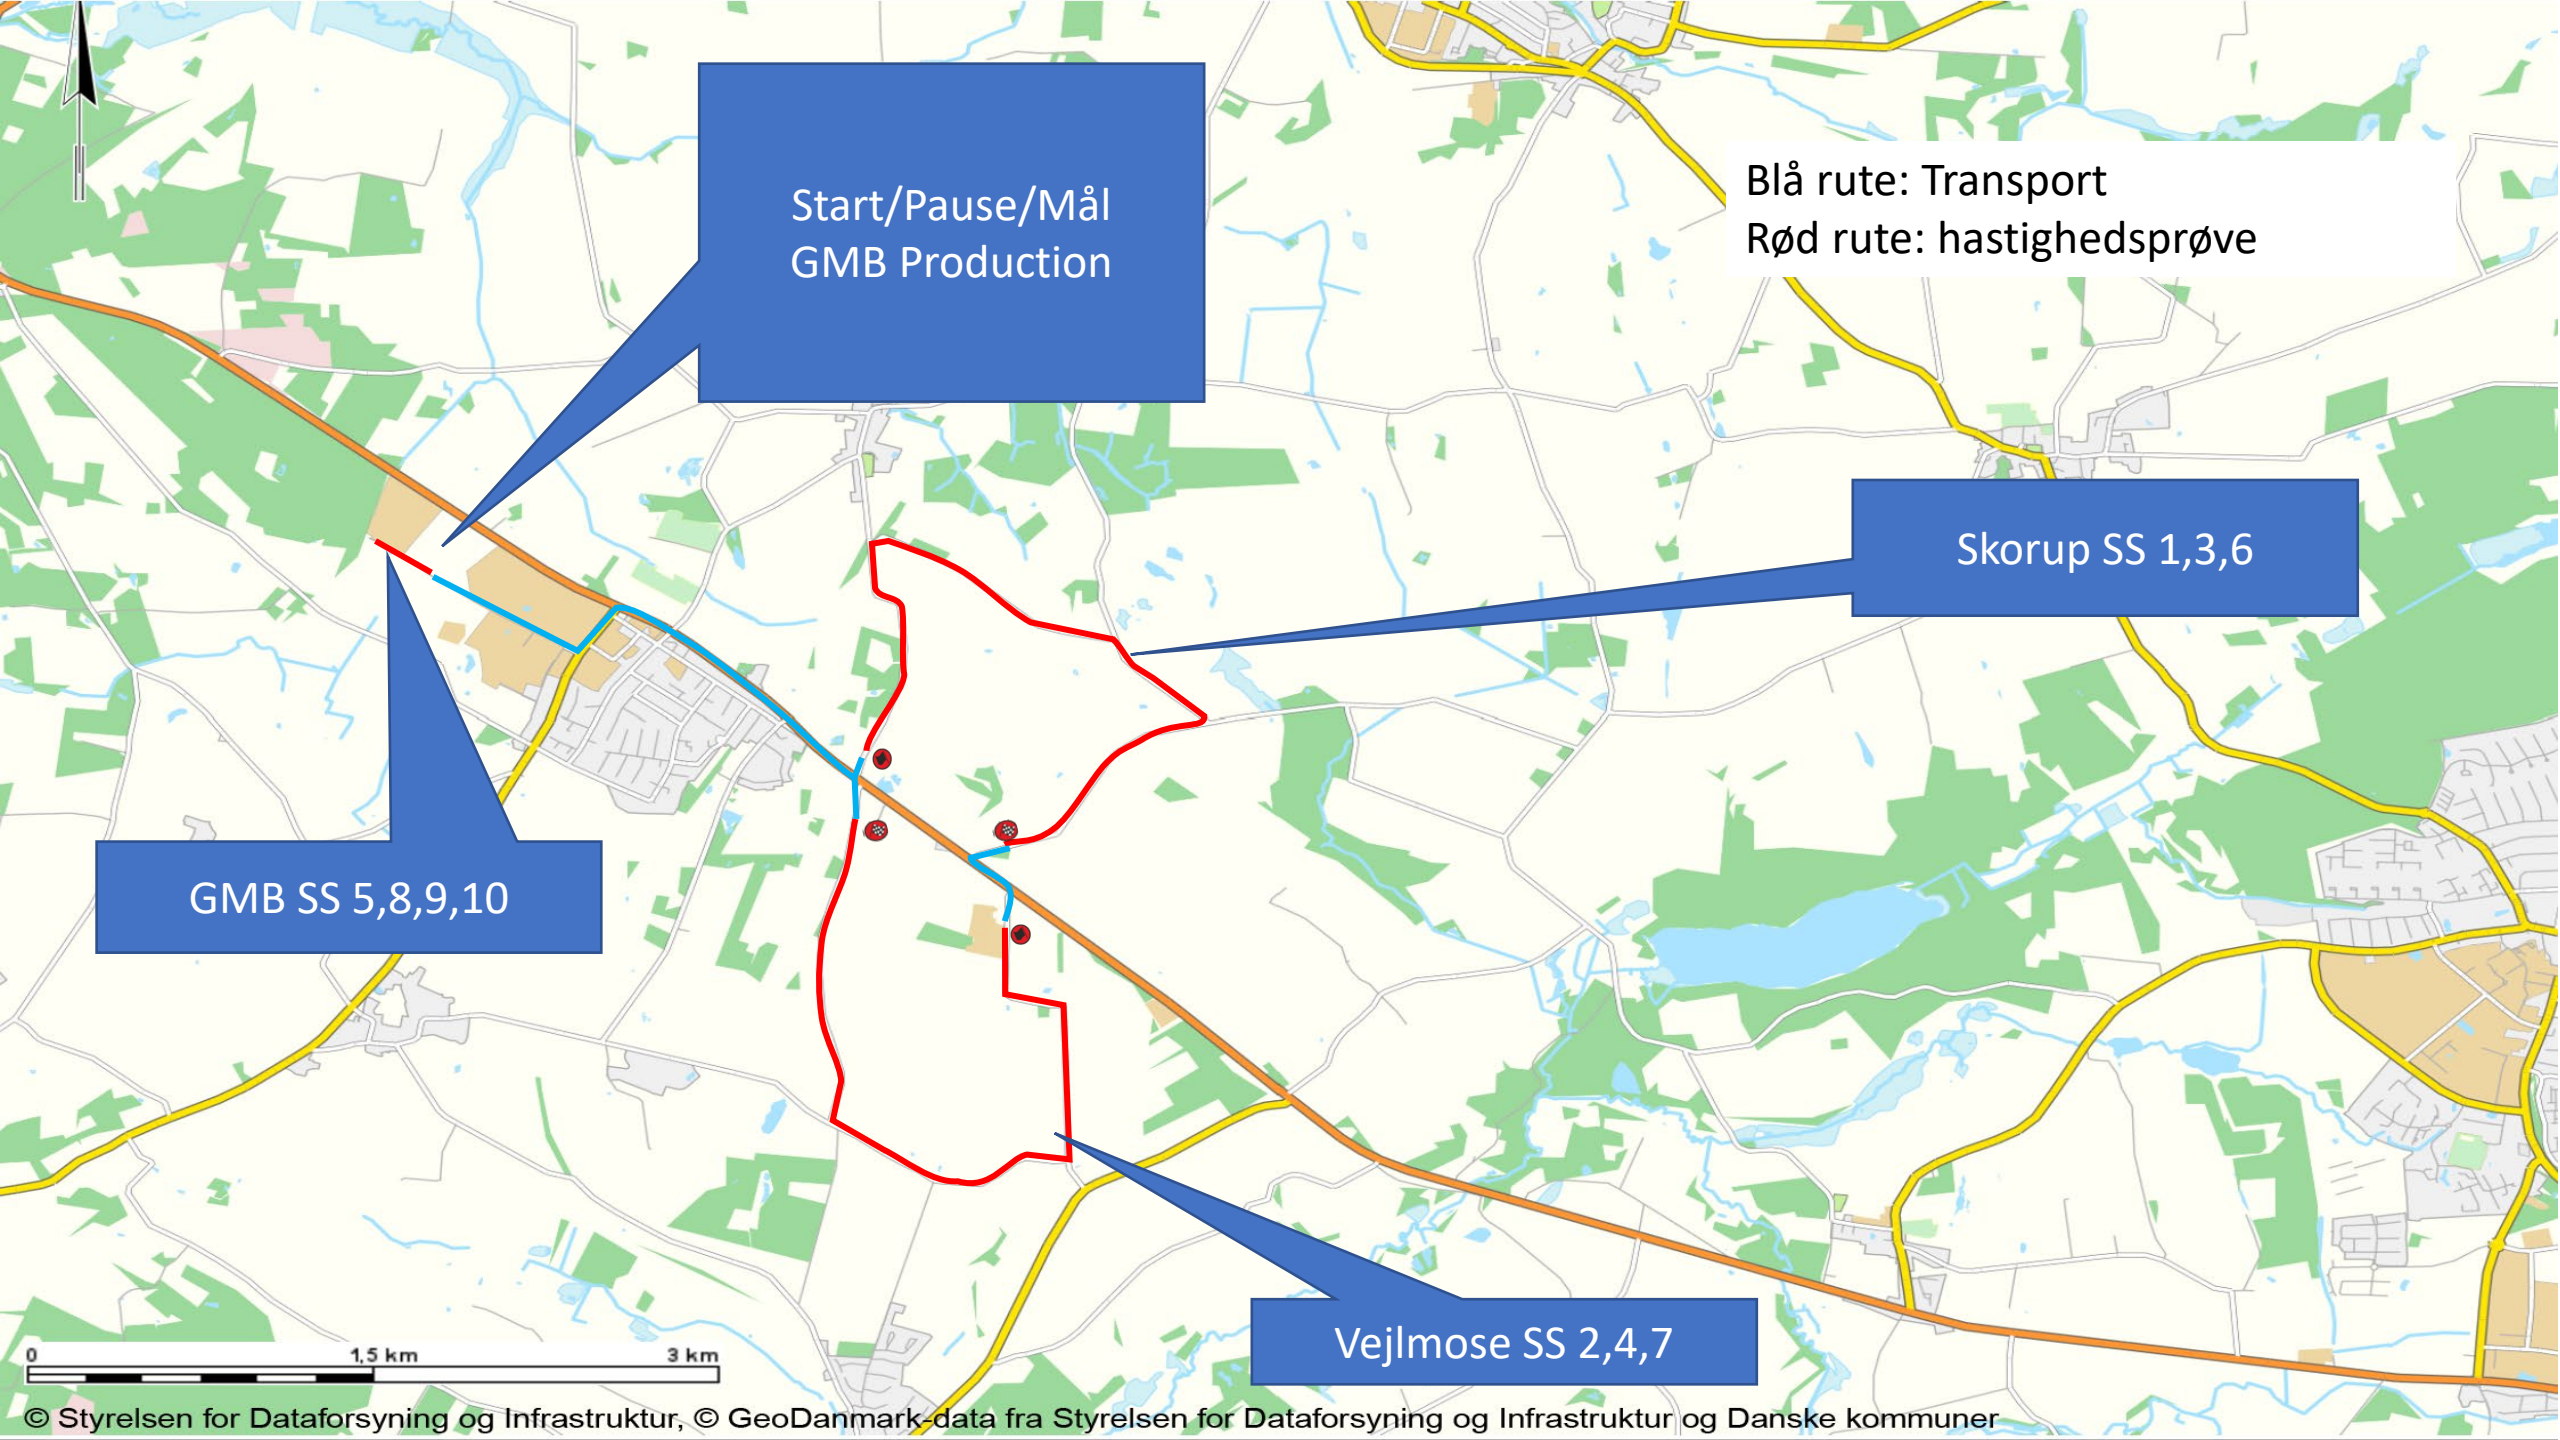 Start/Pause/Mål
GMB Production
Blå rute: Transport
Rød rute: hastighedsprøve
Skorup SS 1,3,6
GMB SS 5,8,9,10
Vejlmose SS 2,4,7
0 1,5 km 3 km
© Styrelsen for Dataforsyning og Infrastruktur, © GeoDanmark-data fra Styrelsen for Dataforsyning og Infrastruktur og Danske kommuner